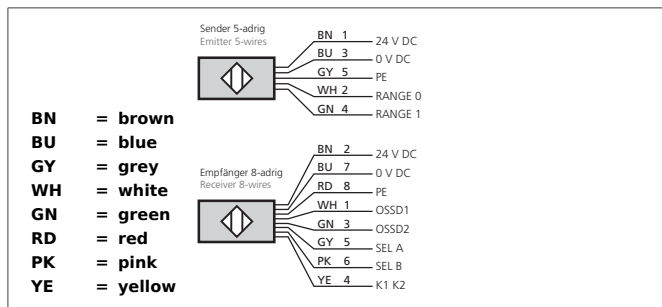 Sender 5-adrig
Emitter 5-wires
BN 1 24 V DC
BU 3 0 V DC
GY 5 PE
WH 2 RANGE 0
GN 4 RANGE 1
BN = brown
BU = blue
GY = grey
WH = white
GN = green
RD = red
PK = pink
YE = yellow
Empfänger 8-adrig
Receiver 8-wires
BN 2 24 V DC
BU 7 0 V DC
RD 8 PE
WH 1 OSSD1
GN 3 OSSD2
GY 5 SEL A
PK 6 SEL B
YE 4 K1 K2